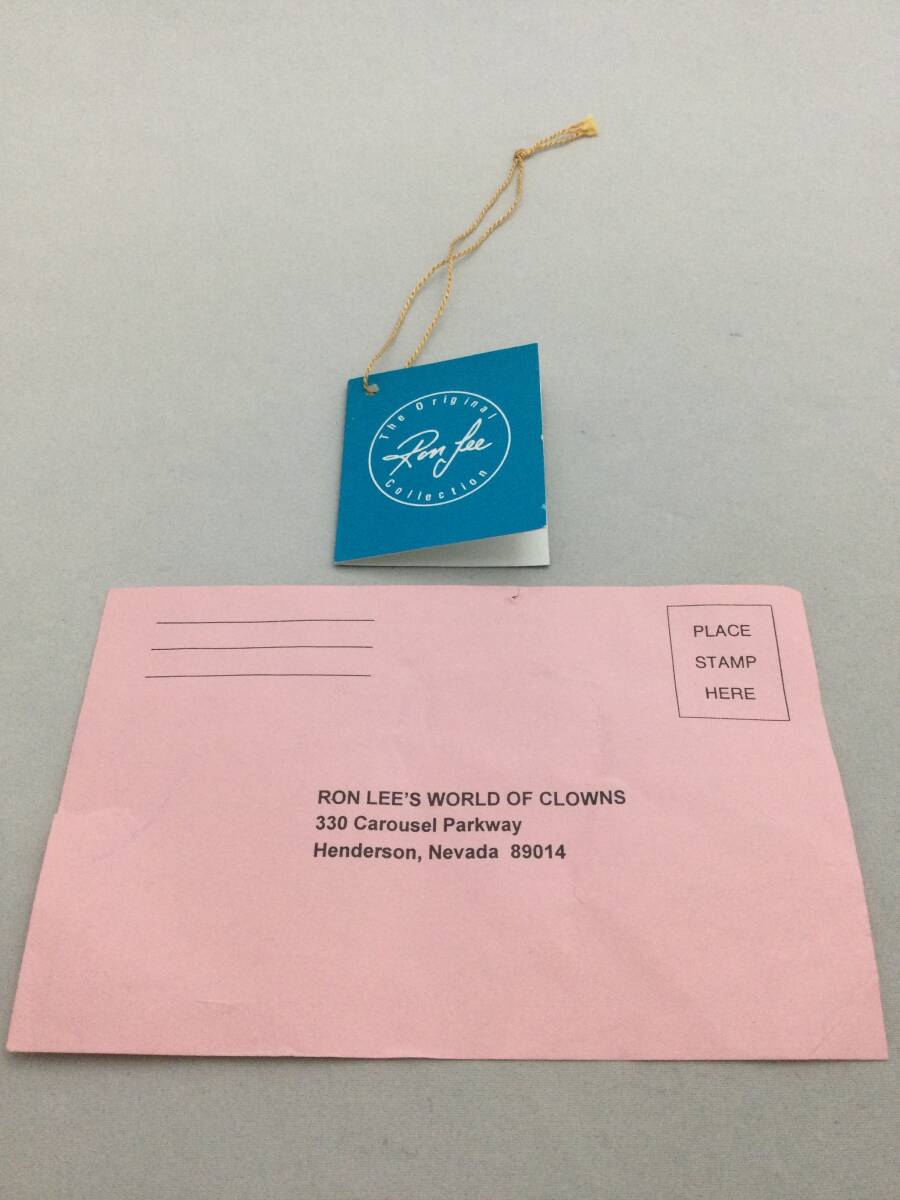 The Original
Ron Lee
Collection
PLACE
STAMP
HERE
RON LEE'S WORLD OF CLOWNS
330 Carousel Parkway
Henderson, Nevada 89014